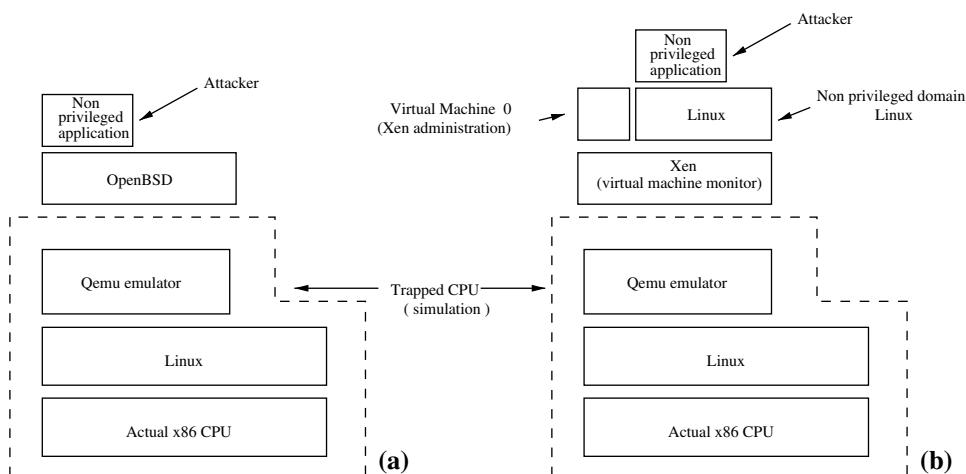 Attacker
Non
privileged
application
OpenBSD
Qemu emulator
Linux
Actual x86 CPU
(a)
Trapped CPU
( simulation )
Attacker
Non
privileged
application
Virtual Machine 0
(Xen administration)
Linux
Non privileged domain
Linux
Xen
(virtual machine monitor)
Qemu emulator
Linux
Actual x86 CPU
(b)